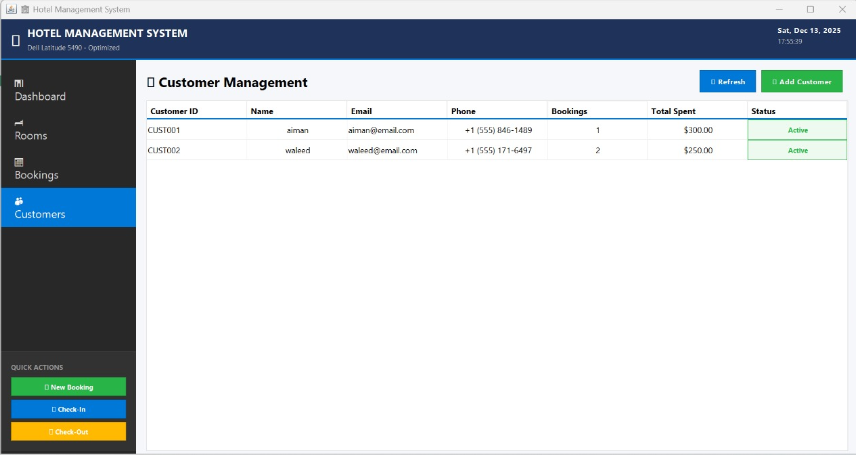 Hotel Management System
HOTEL MANAGEMENT SYSTEM
Dell Latitude 5490 - Optimized
Sat, Dec 13, 2025
17:55:39
Dashboard
Rooms
Bookings
Customers
QUICK ACTIONS
New Booking
Check-In
Check-Out
Customer Management
Refresh
Add Customer
Customer ID Name Email Phone Bookings Total Spent Status
CUST001 aiman aiman@email.com +1 (555) 846-1489 1 $300.00 Active
CUST002 waleed waleed@email.com +1 (555) 171-6497 2 $250.00 Active